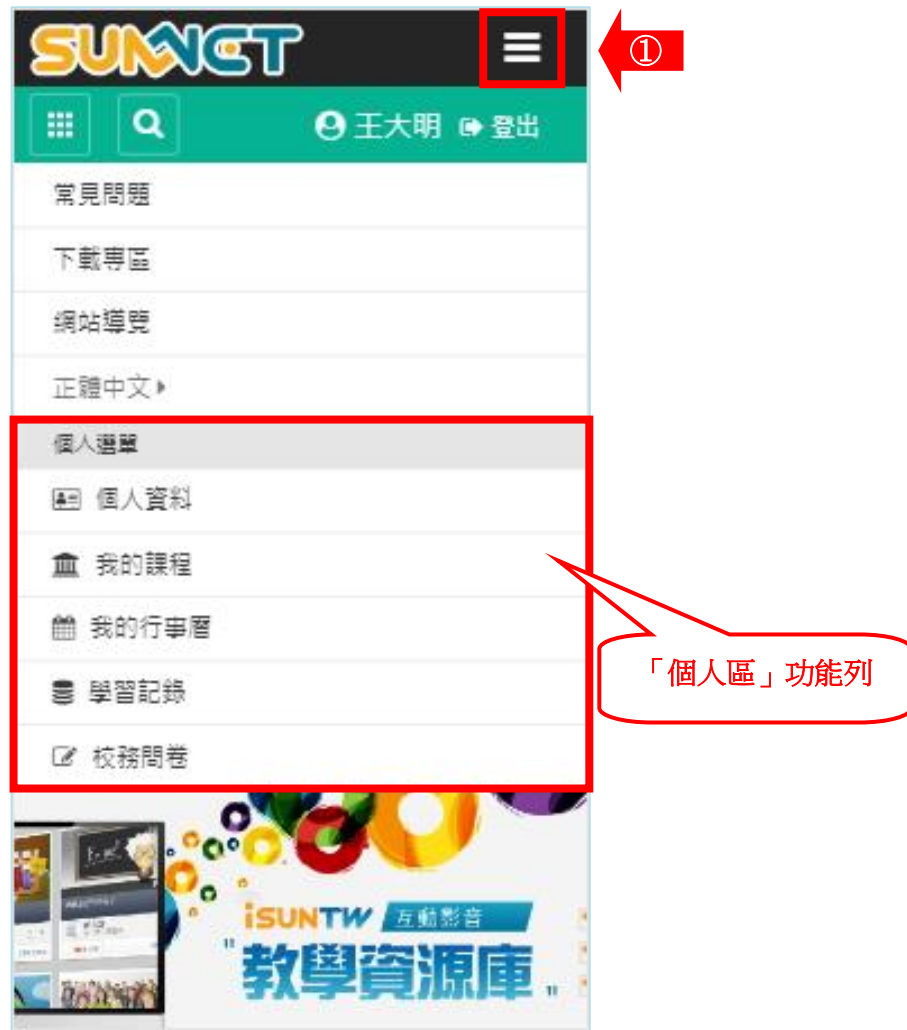 SUNNET
①
王大明 登出
常見問題
下載專區
網站導覽
正體中文
個人選單
個人資料
我的課程
我的行事曆
「個人區」功能列
學習記錄
校務問卷
iSUNTW 互動影音
"教學資源庫"